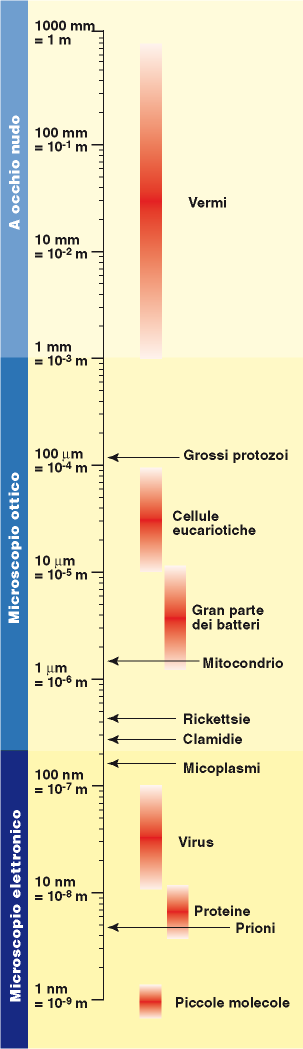 A occhio nudo
1000 mm
= 1 m
100 mm
= 10-1 m
10 mm
= 10-2 m
1 mm
= 10-3 m
Vermi
Microscopio ottico
100 μm
= 10-4 m
10 μm
= 10-5 m
1 μm
= 10-6 m
Grossi protozoi
Cellule
eucariotiche
Gran parte
dei batteri
Mitocondrio
Rickettsie
Clamidie
Microscopio elettronico
100 nm
= 10-7 m
10 nm
= 10-8 m
1 nm
= 10-9 m
Micoplasmi
Virus
Proteine
Prioni
Piccole molecole